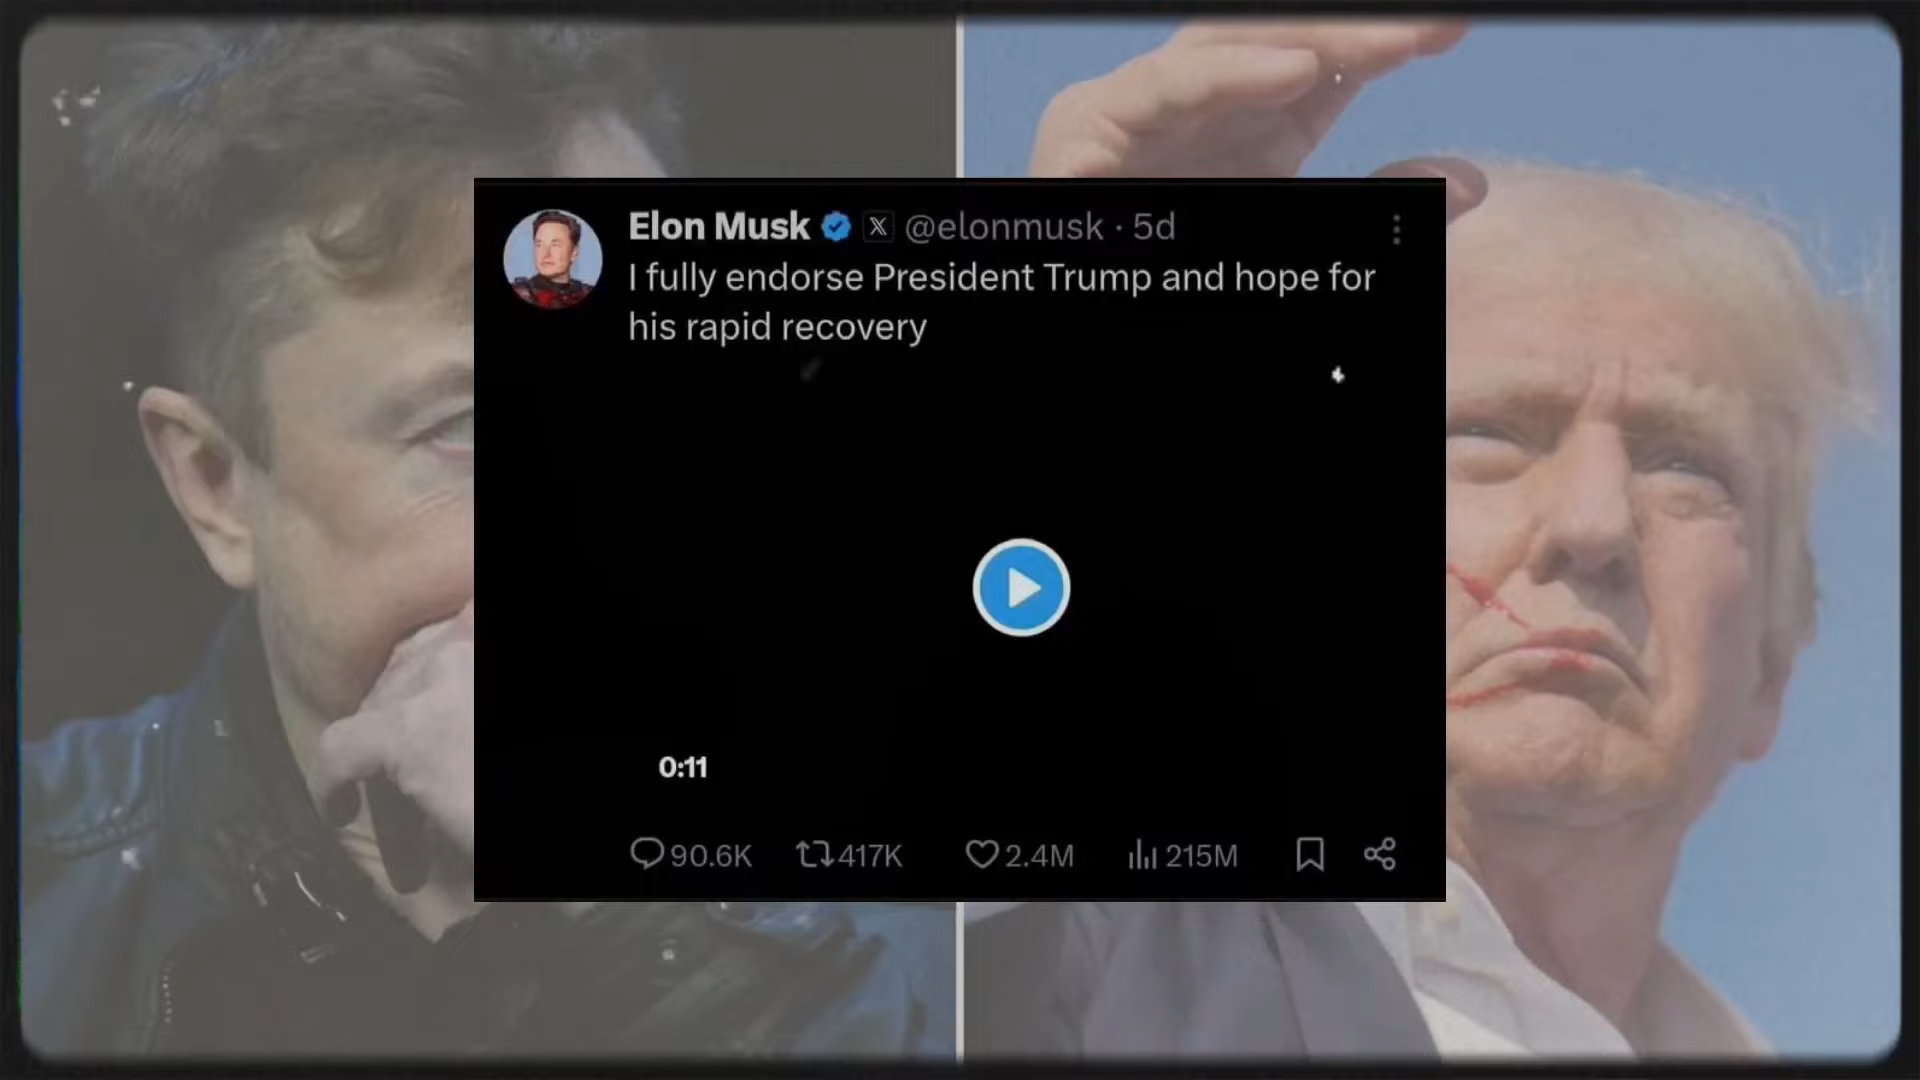 Elon Musk @elonmusk · 5d
I fully endorse President Trump and hope for
his rapid recovery
0:11
90.6K 417K 2.4M 215M